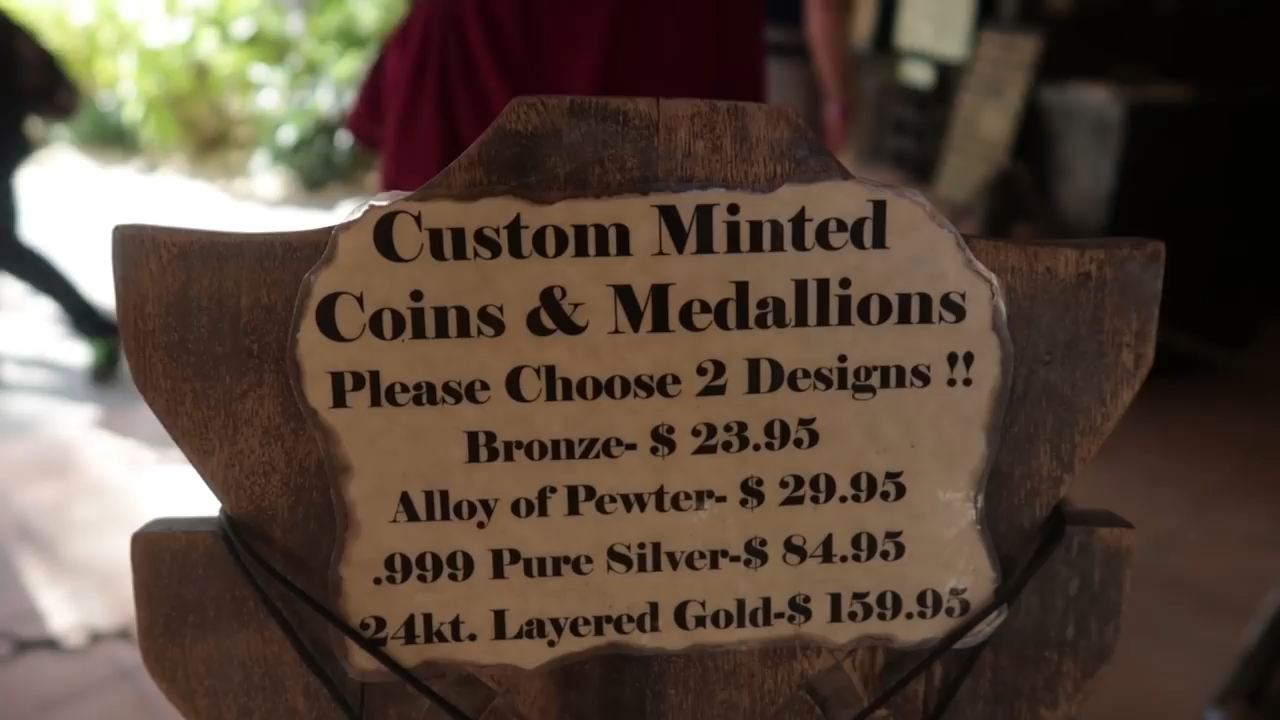 Custom Minted
Coins & Medallions
Please Choose 2 Designs !!
Bronze- $ 23.95
Alloy of Pewter- $ 29.95
.999 Pure Silver-$ 84.95
24kt. Layered Gold-$ 159.95